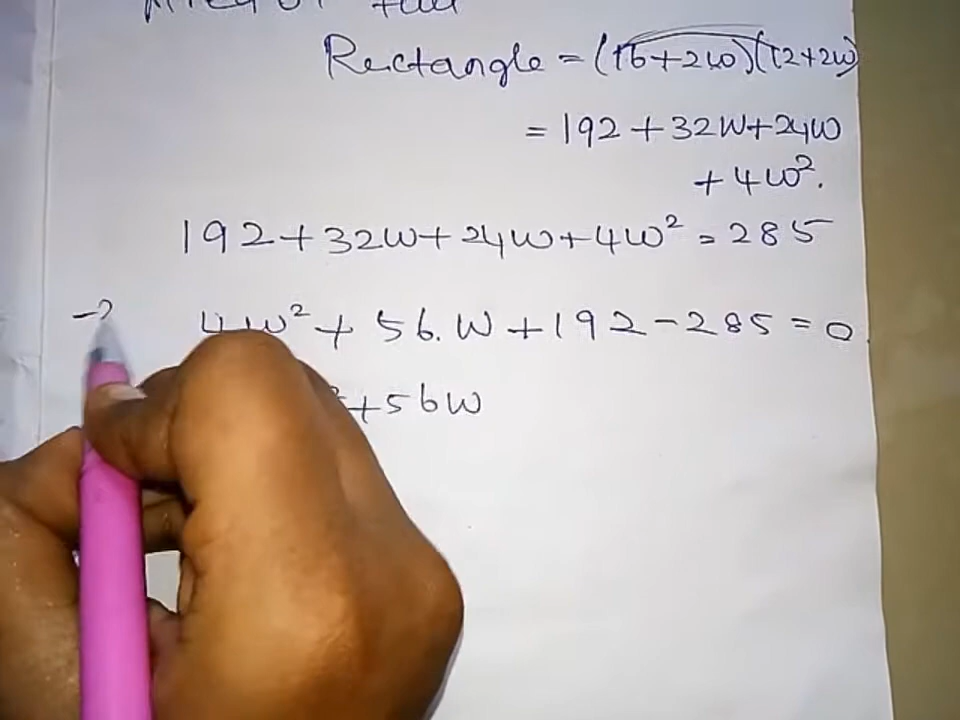 Rectangle = (16+2w)(12+2w)
= 192 + 32w+24w
+ 4w².
192+32w+24w+4w² = 285
→ 4w² + 56.w +192-285 = 0
² +56w